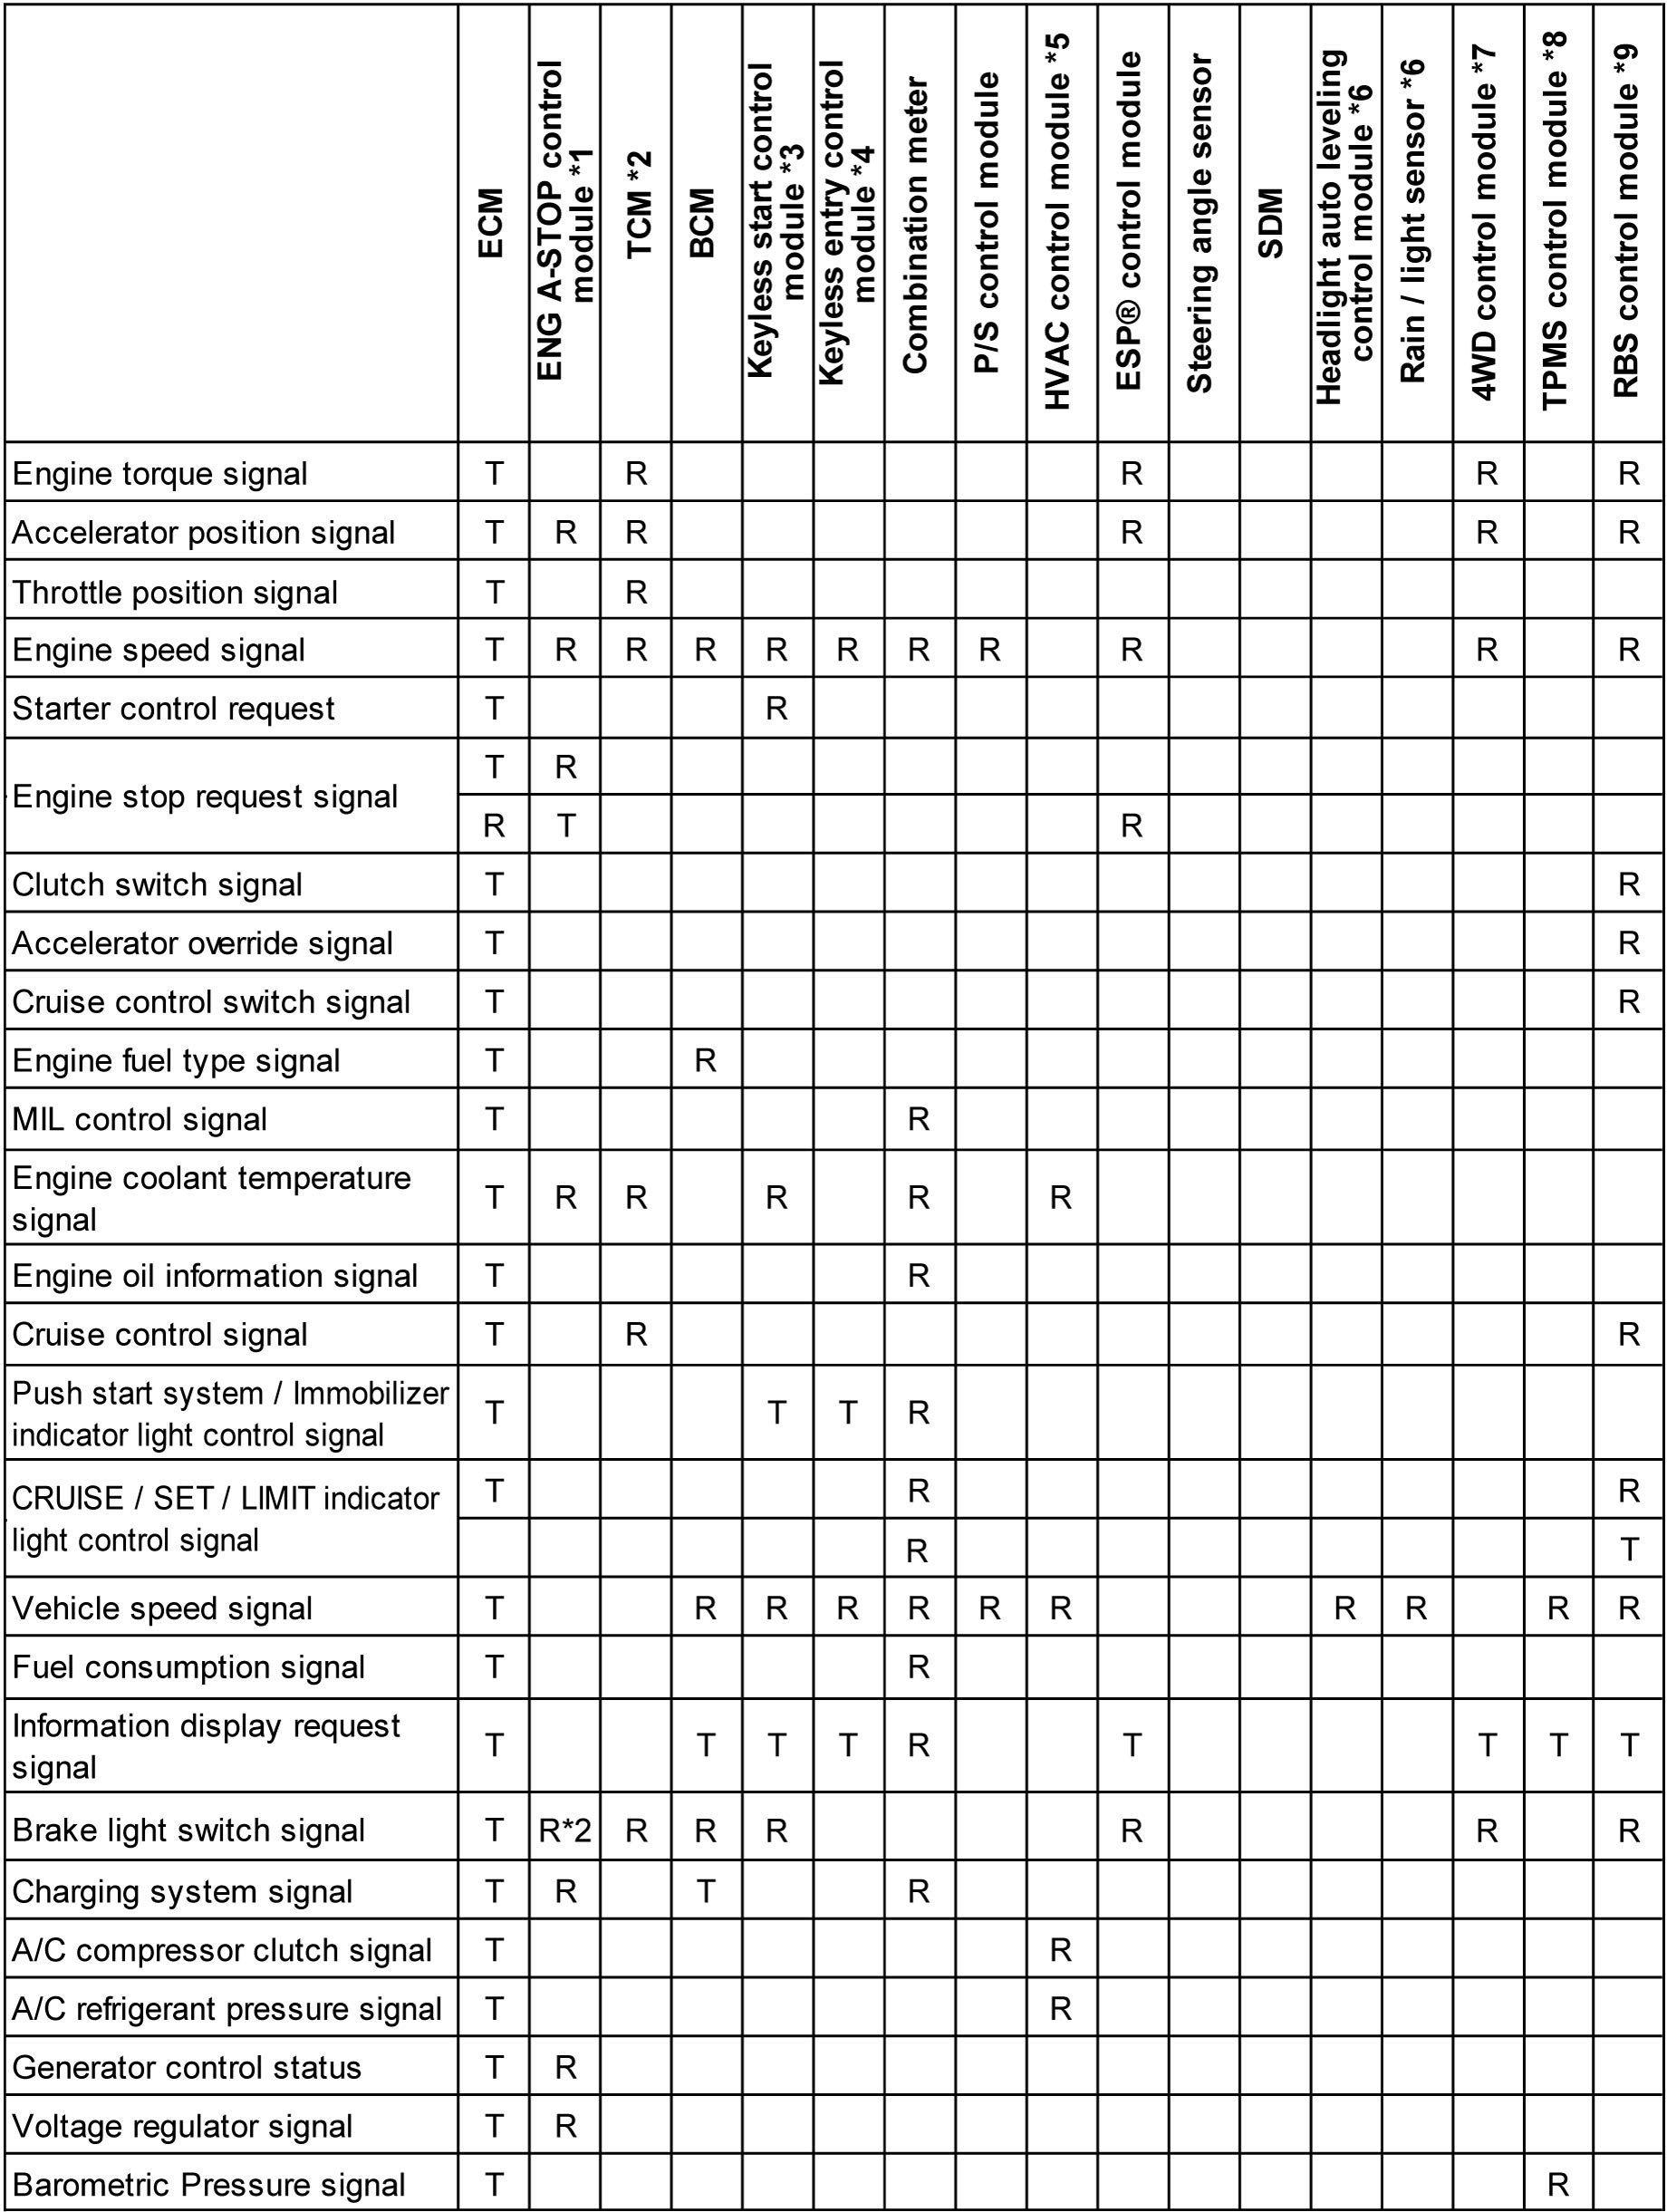 ECM
ENG A-STOP control
module *1
TCM *2
BCM
Keyless start control
module *3
Keyless entry control
module *4
Combination meter
P/S control module
HVAC control module *5
ESP® control module
Steering angle sensor
SDM
Headlight auto leveling
control module *6
Rain / light sensor *6
4WD control module *7
TPMS control module *8
RBS control module *9
Engine torque signal T R R R R
Accelerator position signal T R R R R R
Throttle position signal T R
Engine speed signal T R R R R R R R R R R
Starter control request T R
Engine stop request signal
T R
R T R
Clutch switch signal T R
Accelerator override signal T R
Cruise control switch signal T R
Engine fuel type signal T R
MIL control signal T R
Engine coolant temperature
signal
T R R R R R
Engine oil information signal T R
Cruise control signal T R R
Push start system / Immobilizer
indicator light control signal
T T T R
CRUISE / SET / LIMIT indicator
light control signal
T R R
R T
Vehicle speed signal T R R R R R R R R R R
Fuel consumption signal T R
Information display request
signal
T T T T R T T T T
Brake light switch signal T R*2 R R R R R R
Charging system signal T R T R
A/C compressor clutch signal T R
A/C refrigerant pressure signal T R
Generator control status T R
Voltage regulator signal T R
Barometric Pressure signal T R